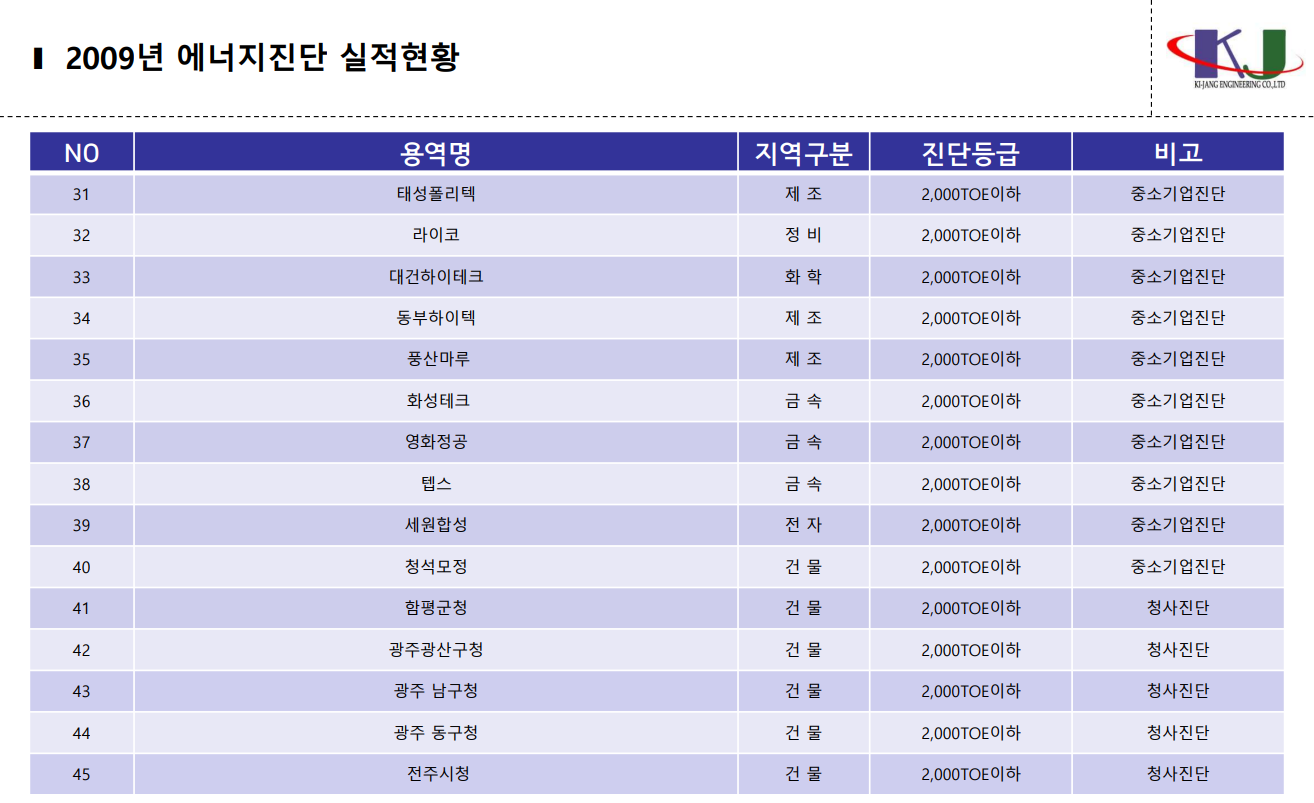 2009년 에너지진단 실적현황
KJ
KI-JANG ENGINEERING CO.,LTD
NO 용역명 지역구분 진단등급 비고
31 태성폴리텍 제 조 2,000TOE이하 중소기업진단
32 라이코 정 비 2,000TOE이하 중소기업진단
33 대건하이테크 화 학 2,000TOE이하 중소기업진단
34 동부하이텍 제 조 2,000TOE이하 중소기업진단
35 풍산마루 제 조 2,000TOE이하 중소기업진단
36 화성테크 금 속 2,000TOE이하 중소기업진단
37 영화정공 금 속 2,000TOE이하 중소기업진단
38 텝스 금 속 2,000TOE이하 중소기업진단
39 세원합성 전 자 2,000TOE이하 중소기업진단
40 청석모정 건 물 2,000TOE이하 중소기업진단
41 함평군청 건 물 2,000TOE이하 청사진단
42 광주광산구청 건 물 2,000TOE이하 청사진단
43 광주 남구청 건 물 2,000TOE이하 청사진단
44 광주 동구청 건 물 2,000TOE이하 청사진단
45 전주시청 건 물 2,000TOE이하 청사진단